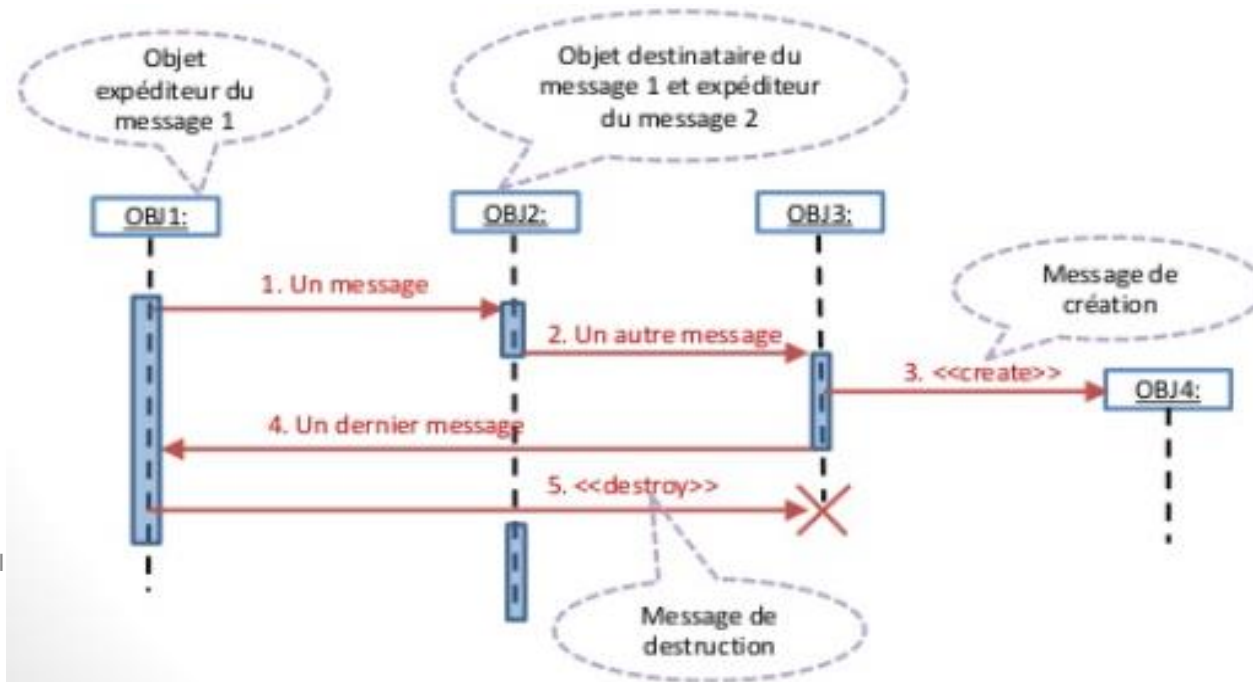 Objet
expéditeur du
message 1
Objet destinataire du
message 1 et expéditeur
du message 2
OBJ1:
OBJ2:
OBJ3:
Message de
création
1. Un message
2. Un autre message
3. <<create>>
OBJ4:
4. Un dernier message
5. <<destroy>>
Message de
destruction